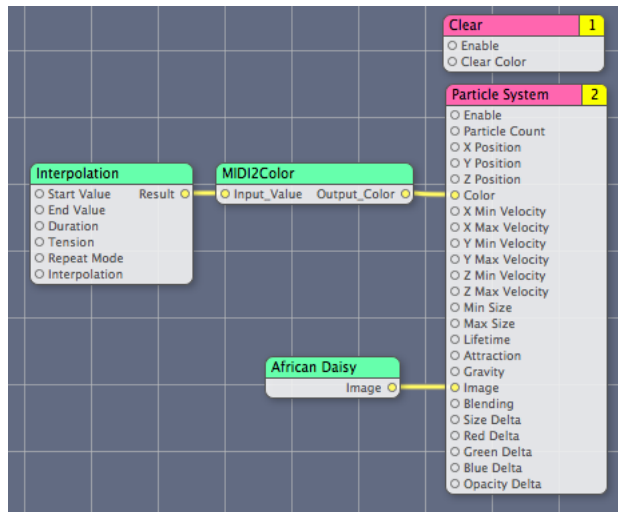 Clear 1
Enable
Clear Color
Particle System 2
Enable
Particle Count
X Position
Y Position
Z Position
Color
X Min Velocity
X Max Velocity
Y Min Velocity
Y Max Velocity
Z Min Velocity
Z Max Velocity
Min Size
Max Size
Lifetime
Attraction
Gravity
Image
Blending
Size Delta
Red Delta
Green Delta
Blue Delta
Opacity Delta
Interpolation
Start Value Result
End Value
Duration
Tension
Repeat Mode
Interpolation
MIDI2Color
Input_Value Output_Color
African Daisy
Image